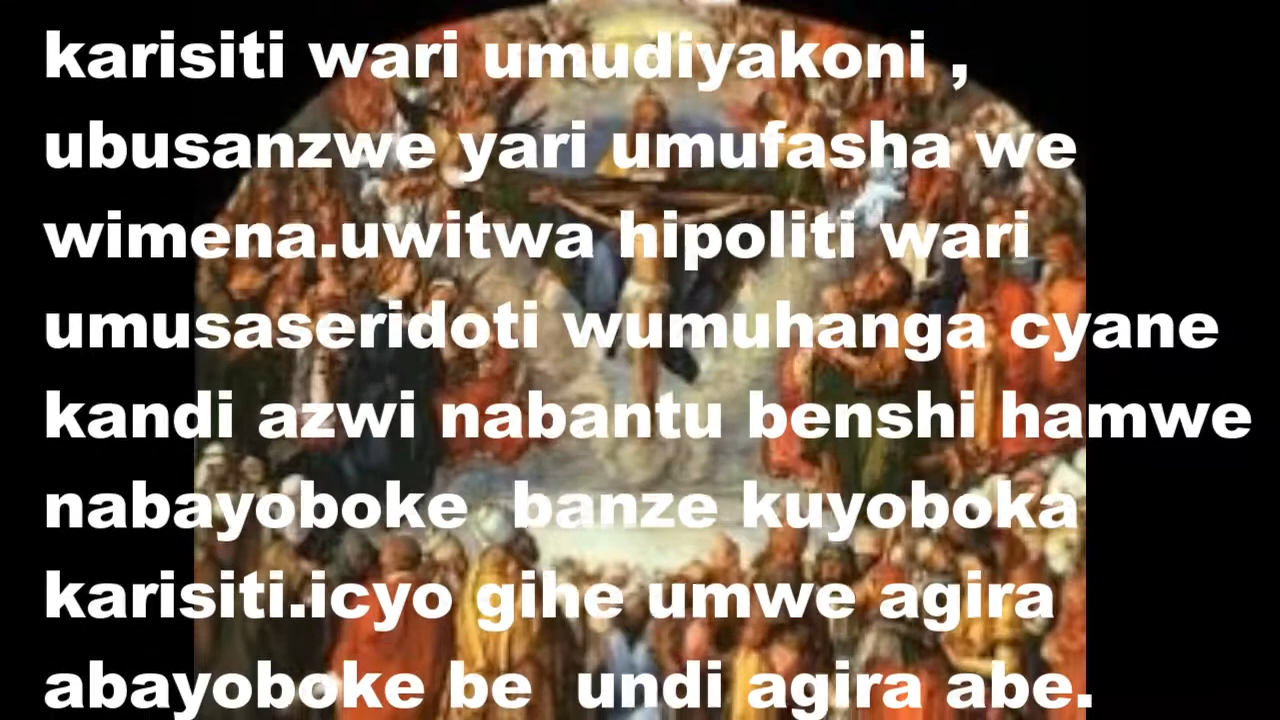 karisiti wari umudiyakoni ,
ubusanzwe yari umufasha we
wimena.uwitwa hipoliti wari
umusaseridoti wumuhanga cyane
kandi azwi nabantu benshi hamwe
nabayoboke banze kuyoboka
karisiti.icyo gihe umwe agira
abayoboke be undi agira abe.